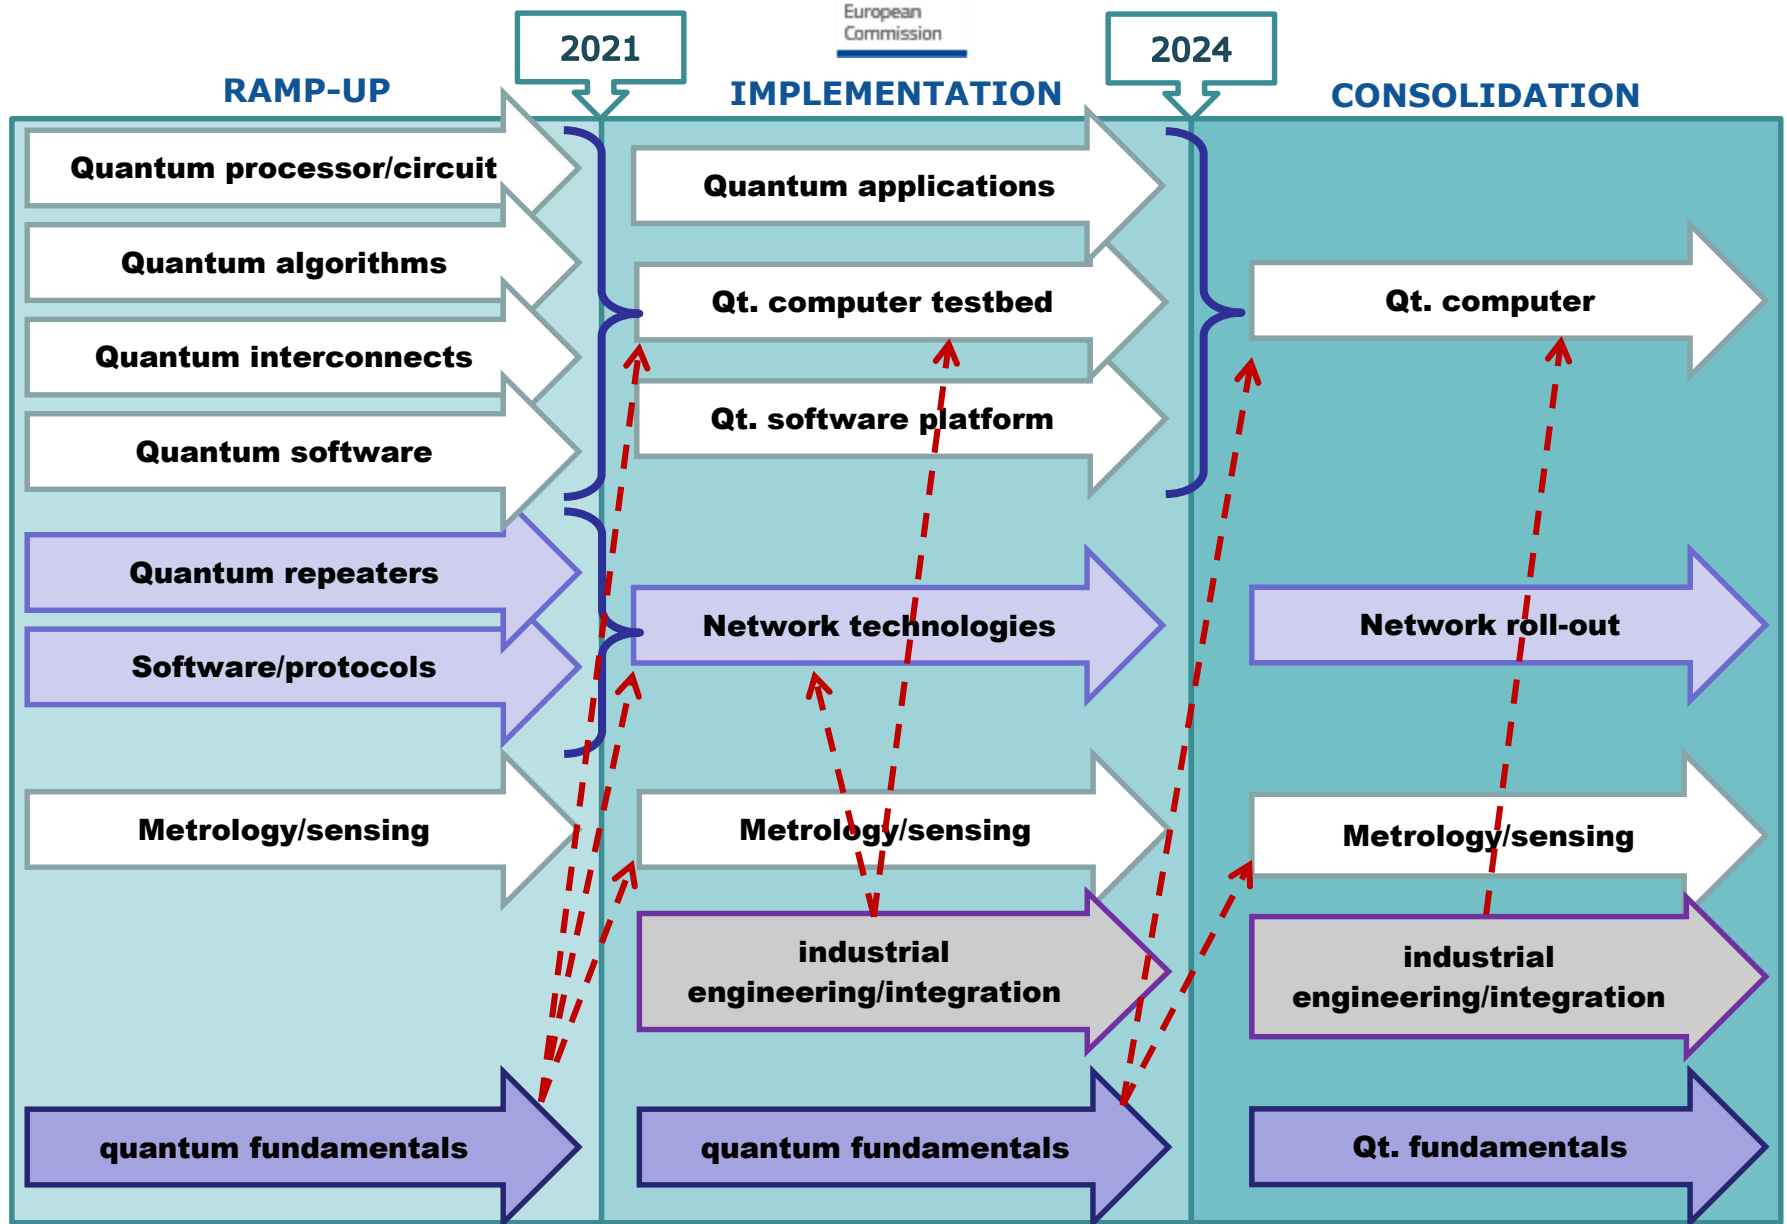 European
Commission
2021
2024
RAMP-UP
IMPLEMENTATION
CONSOLIDATION
Quantum processor/circuit
Quantum algorithms
Quantum interconnects
Quantum software
Quantum repeaters
Software/protocols
Metrology/sensing
quantum fundamentals
Quantum applications
Qt. computer testbed
Qt. software platform
Network technologies
Metrology/sensing
industrial
engineering/integration
quantum fundamentals
Qt. computer
Network roll-out
Metrology/sensing
industrial
engineering/integration
Qt. fundamentals